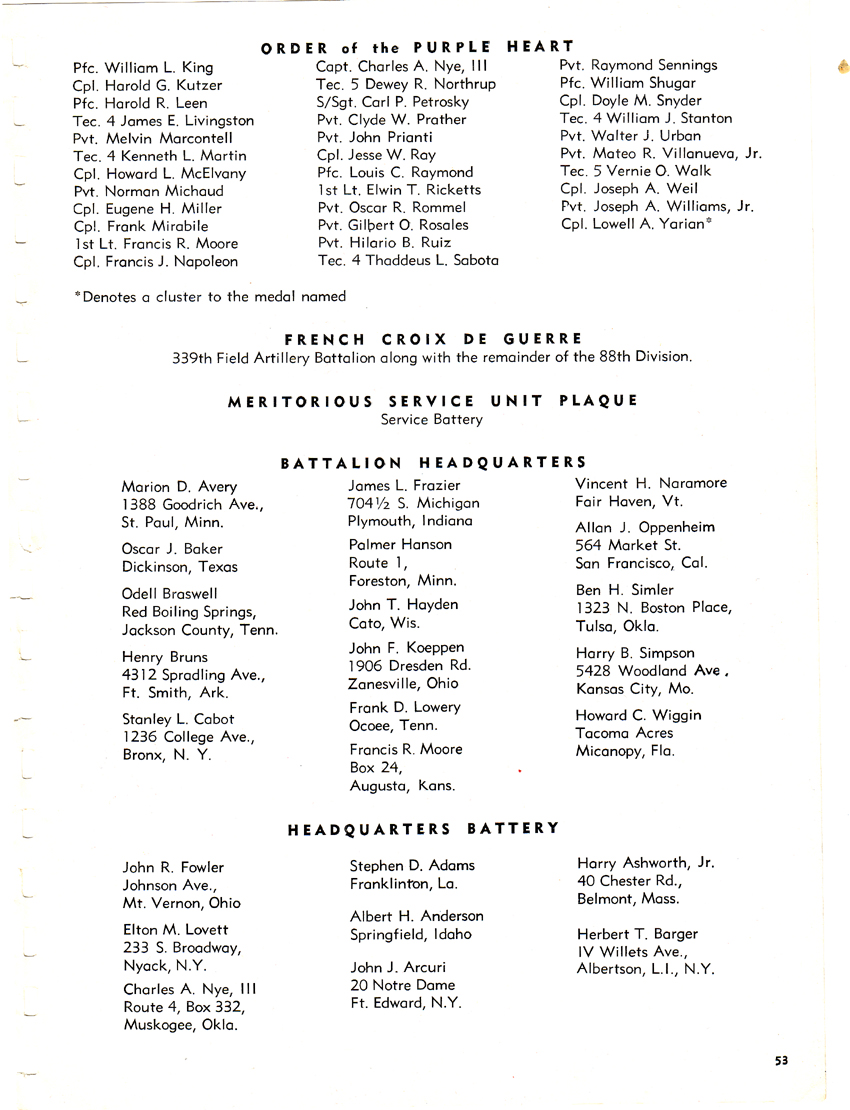 ORDER of the PURPLE HEART
Pfc. William L. King
Cpl. Harold G. Kutzer
Pfc. Harold R. Leen
Tec. 4 James E. Livingston
Pvt. Melvin Marcontell
Tec. 4 Kenneth L. Martin
Cpl. Howard L. McElvany
Pvt. Norman Michaud
Cpl. Eugene H. Miller
Cpl. Frank Mirabile
1st Lt. Francis R. Moore
Cpl. Francis J. Napoleon
Capt. Charles A. Nye, III
Tec. 5 Dewey R. Northrup
S/Sgt. Carl P. Petrosky
Pvt. Clyde W. Prather
Pvt. John Prianti
Cpl. Jesse W. Ray
Pfc. Louis C. Raymond
1st Lt. Elwin T. Ricketts
Pvt. Oscar R. Rommel
Pvt. Gilbert O. Rosales
Pvt. Hilario B. Ruiz
Tec. 4 Thaddeus L. Sabota
Pvt. Raymond Sennings
Pfc. William Shugar
Cpl. Doyle M. Snyder
Tec. 4 William J. Stanton
Pvt. Walter J. Urban
Pvt. Mateo R. Villanueva, Jr.
Tec. 5 Vernie O. Walk
Cpl. Joseph A. Weil
Pvt. Joseph A. Williams, Jr.
Cpl. Lowell A. Yarian*
*Denotes a cluster to the medal named
FRENCH CROIX DE GUERRE
339th Field Artillery Battalion along with the remainder of the 88th Division.
MERITORIOUS SERVICE UNIT PLAQUE
Service Battery
BATTALION HEADQUARTERS
Marion D. Avery
1388 Goodrich Ave.,
St. Paul, Minn.
Oscar J. Baker
Dickinson, Texas
Odell Braswell
Red Boiling Springs,
Jackson County, Tenn.
Henry Bruns
4312 Spradling Ave.,
Ft. Smith, Ark.
Stanley L. Cabot
1236 College Ave.,
Bronx, N. Y.
James L. Frazier
704½ S. Michigan
Plymouth, Indiana
Palmer Hanson
Route 1,
Foreston, Minn.
John T. Hayden
Cato, Wis.
John F. Koeppen
1906 Dresden Rd.
Zanesville, Ohio
Frank D. Lowery
Ocoee, Tenn.
Francis R. Moore
Box 24,
Augusta, Kans.
Vincent H. Naramore
Fair Haven, Vt.
Allan J. Oppenheim
564 Market St.
San Francisco, Cal.
Ben H. Simler
1323 N. Boston Place,
Tulsa, Okla.
Harry B. Simpson
5428 Woodland Ave.
Kansas City, Mo.
Howard C. Wiggin
Tacoma Acres
Micanopy, Fla.
HEADQUARTERS BATTERY
John R. Fowler
Johnson Ave.,
Mt. Vernon, Ohio
Elton M. Lovett
233 S. Broadway,
Nyack, N.Y.
Charles A. Nye, III
Route 4, Box 332,
Muskogee, Okla.
Stephen D. Adams
Franklinton, La.
Albert H. Anderson
Springfield, Idaho
John J. Arcuri
20 Notre Dame
Ft. Edward, N.Y.
Harry Ashworth, Jr.
40 Chester Rd.,
Belmont, Mass.
Herbert T. Barger
IV Willets Ave.,
Albertson, L.I., N.Y.
53